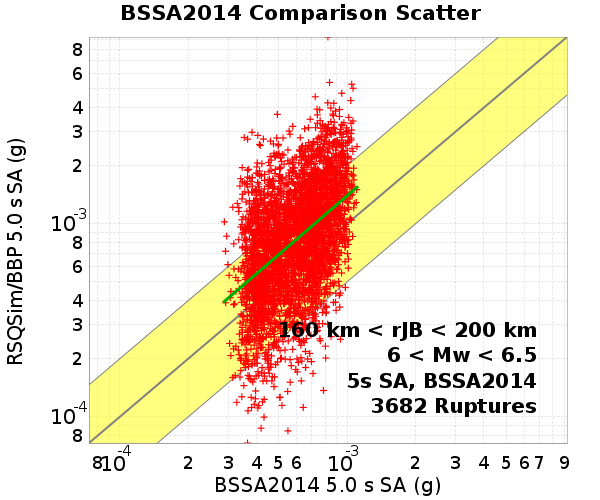 BSSA2014 Comparison Scatter
RSQSim/BBP 5.0 s SA (g)
8
6
4
3
2
10-3
8
6
4
3
2
10-4
8
160 km < rJB < 200 km
6 < Mw < 6.5
5s SA, BSSA2014
3682 Ruptures
8 10-4 2 3 4 5 6 10-3 2 3 4 5 6 7 9
BSSA2014 5.0 s SA (g)